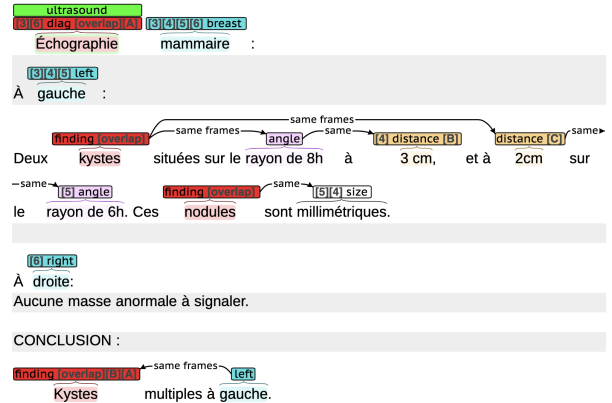 ultrasound
[3][6] diag [overlap][A] [3][4][5][6] breast
Échographie mammaire :
[3][4][5] left
À gauche :
same frames
finding [overlap] same frames angle same [4] distance [B] distance [C] same
Deux kystes situées sur le rayon de 8h à 3 cm, et à 2cm sur
same [5] angle finding [overlap] same [5][4] size
le rayon de 6h. Ces nodules sont millimétriques.
[6] right
À droite:
Aucune masse anormale à signaler.
CONCLUSION :
finding [overlap][B][A] same frames left
Kystes multiples à gauche.